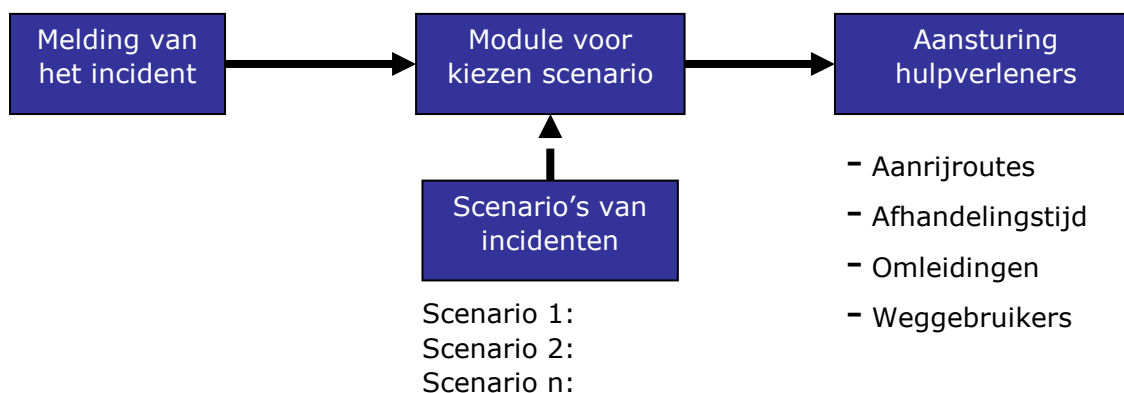 Melding van
het incident
Module voor
kiezen scenario
Aansturing
hulpverleners
Scenario's van
incidenten
Scenario 1:
Scenario 2:
Scenario n:
- Aanrijroutes
- Afhandelingstijd
- Omleidingen
- Weggebruikers